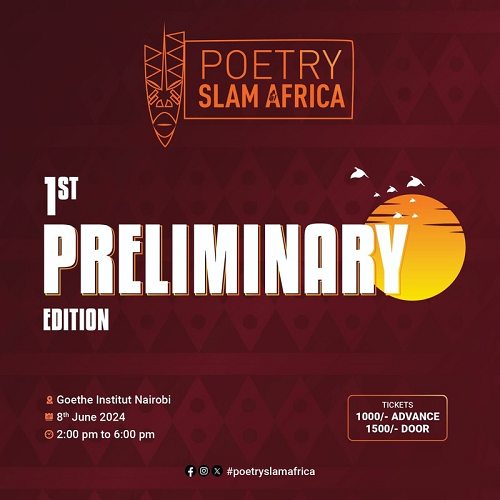 POETRY
SLAM AFRICA
1ST
PRELIMINARY
EDITION
Goethe Institut Nairobi
8th June 2024
2:00 pm to 6:00 pm
TICKETS
1000/- ADVANCE
1500/- DOOR
#poetryslamafrica